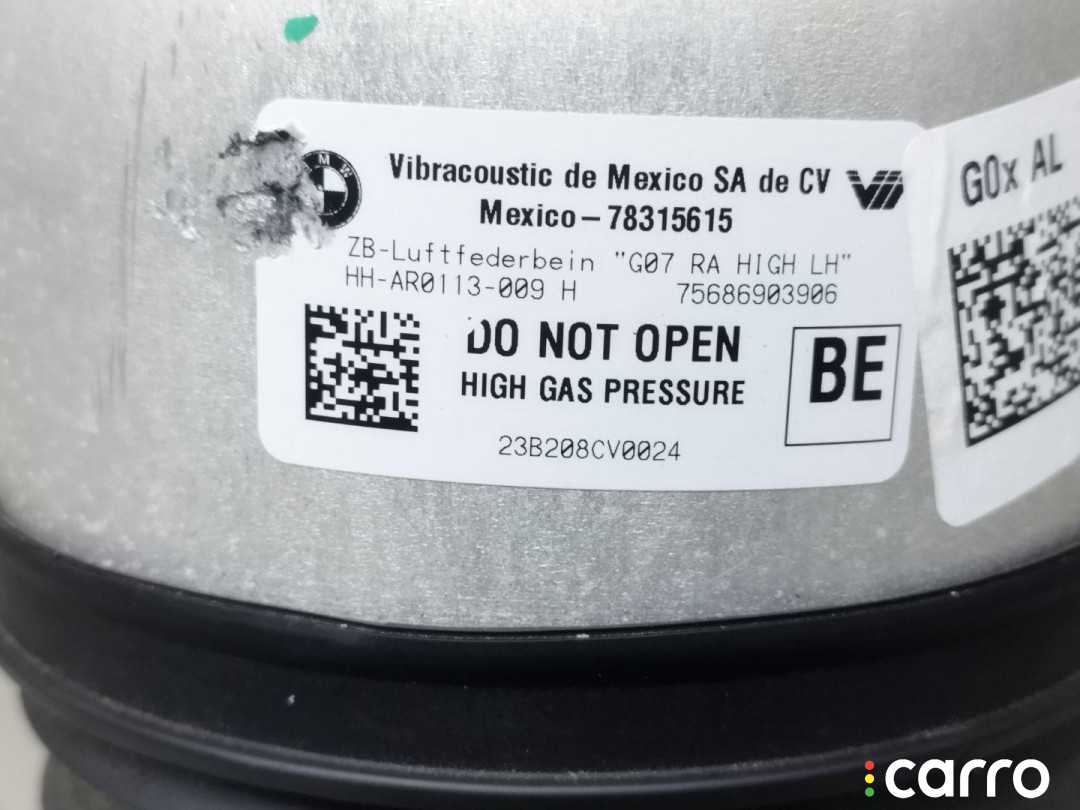 BMW
Vibracoustic de Mexico SA de CV
Mexico-78315615
ZB-Luftfederbein "G07 RA HIGH LH"
HH-AR0113-009 H 75686903906
DO NOT OPEN
HIGH GAS PRESSURE
BE
23B208CV0024
G0x AL
carro